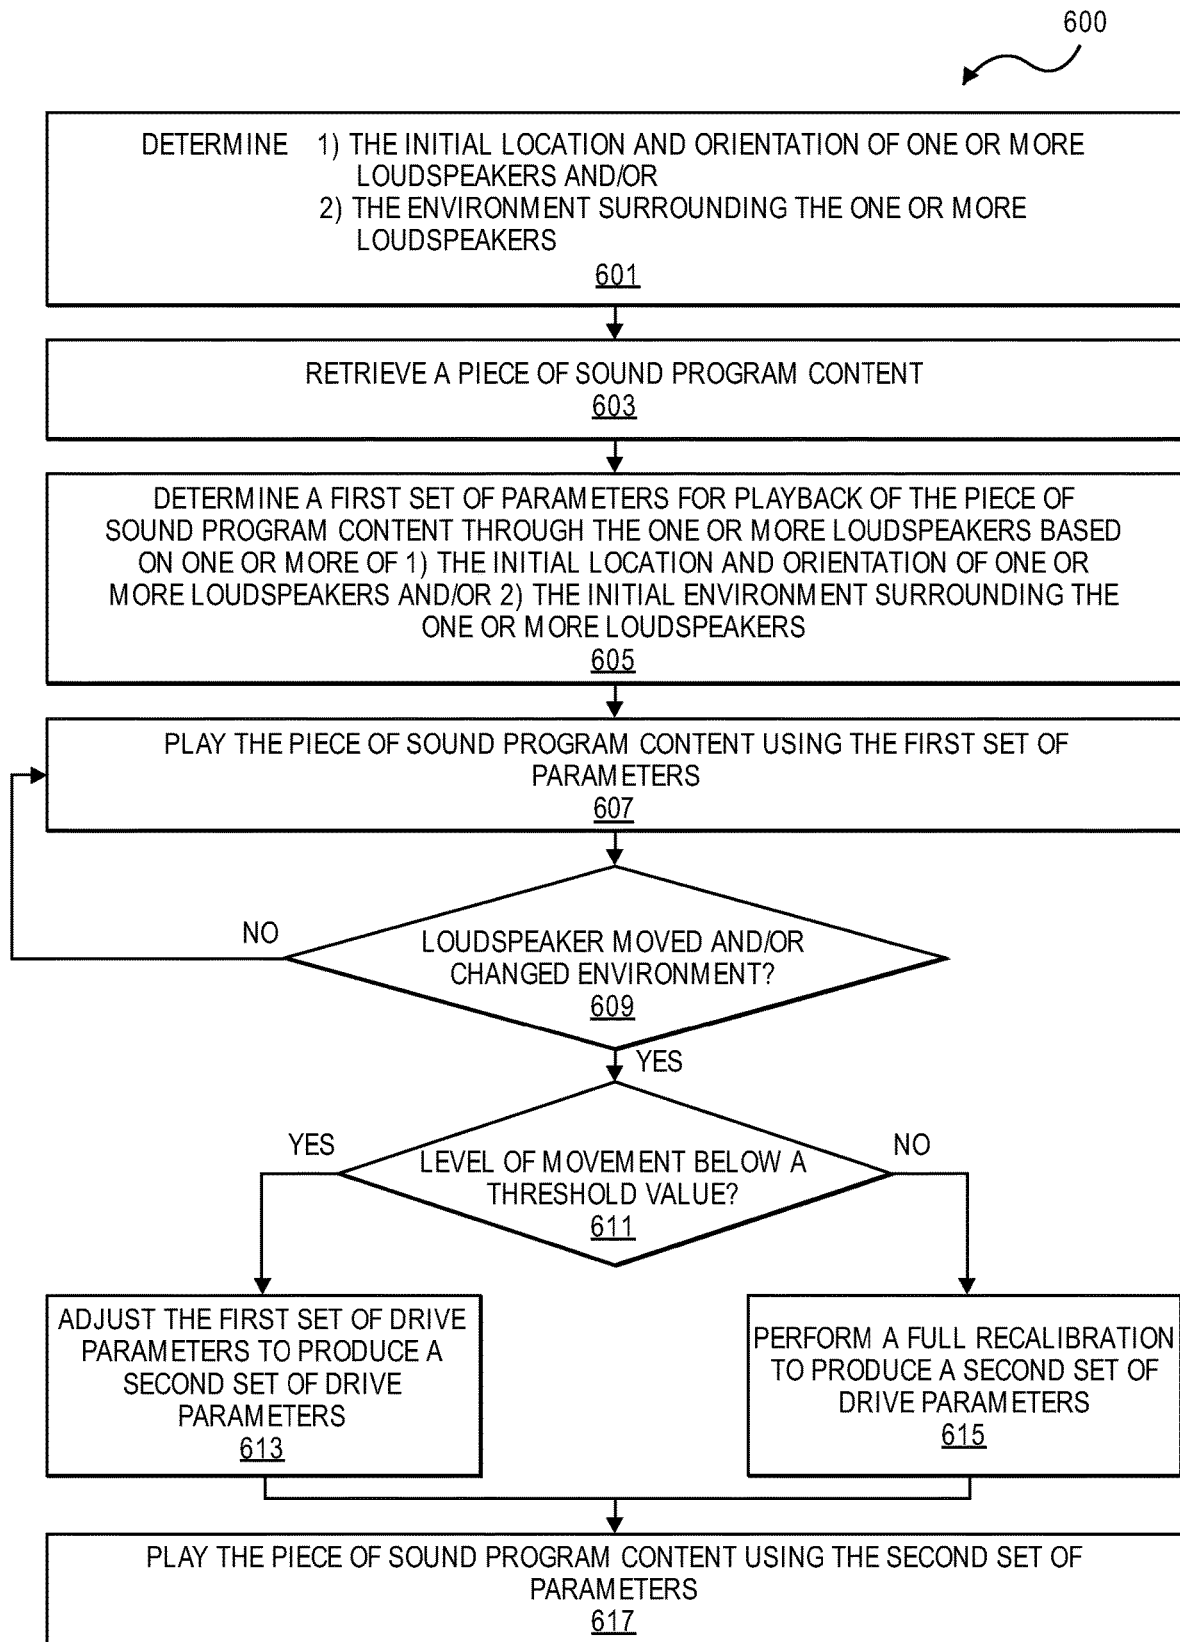 600
DETERMINE 1) THE INITIAL LOCATION AND ORIENTATION OF ONE OR MORE
LOUDSPEAKERS AND/OR
2) THE ENVIRONMENT SURROUNDING THE ONE OR MORE
LOUDSPEAKERS
601
RETRIEVE A PIECE OF SOUND PROGRAM CONTENT
603
DETERMINE A FIRST SET OF PARAMETERS FOR PLAYBACK OF THE PIECE OF
SOUND PROGRAM CONTENT THROUGH THE ONE OR MORE LOUDSPEAKERS BASED
ON ONE OR MORE OF 1) THE INITIAL LOCATION AND ORIENTATION OF ONE OR
MORE LOUDSPEAKERS AND/OR 2) THE INITIAL ENVIRONMENT SURROUNDING THE
ONE OR MORE LOUDSPEAKERS
605
PLAY THE PIECE OF SOUND PROGRAM CONTENT USING THE FIRST SET OF
PARAMETERS
607
NO
LOUDSPEAKER MOVED AND/OR
CHANGED ENVIRONMENT?
609
YES
YES
NO
LEVEL OF MOVEMENT BELOW A
THRESHOLD VALUE?
611
ADJUST THE FIRST SET OF DRIVE
PARAMETERS TO PRODUCE A
SECOND SET OF DRIVE
PARAMETERS
613
PERFORM A FULL RECALIBRATION
TO PRODUCE A SECOND SET OF
DRIVE PARAMETERS
615
PLAY THE PIECE OF SOUND PROGRAM CONTENT USING THE SECOND SET OF
PARAMETERS
617